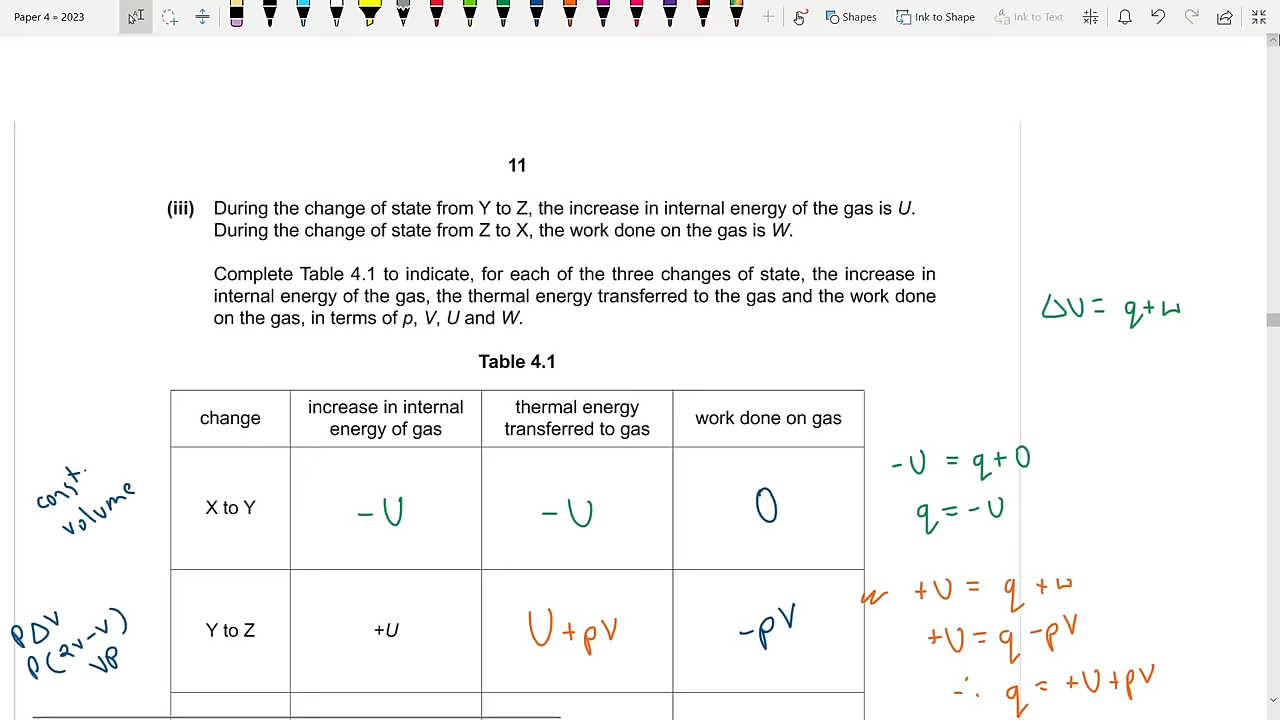 Paper 4 » 2023
Shapes
Ink to Shape
Ink to Text
11
(iii) During the change of state from Y to Z, the increase in internal energy of the gas is U.
During the change of state from Z to X, the work done on the gas is W.
Complete Table 4.1 to indicate, for each of the three changes of state, the increase in
internal energy of the gas, the thermal energy transferred to the gas and the work done
on the gas, in terms of p, V, U and W.
ΔU = q+w
Table 4.1
change
increase in internal
energy of gas
thermal energy
transferred to gas
work done on gas
const.
volume
X to Y
-U
-U
0
-U = q+0
q = -U
pΔV
p(2V-V)
Vp
Y to Z
+U
U+pV
-pV
+U = q +w
+U = q -pV
∴ q = +U+pV